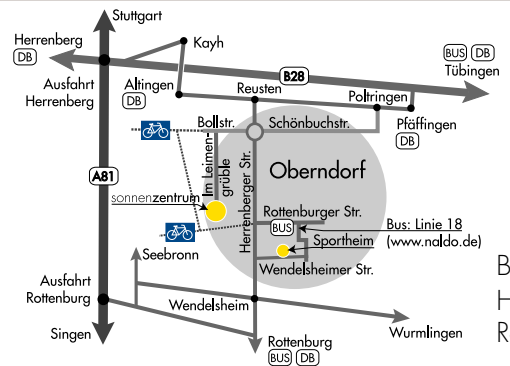 Stuttgart
Herrenberg
DB
Kayh
BUS DB
Tübingen
B28
Ausfahrt
Herrenberg
Altingen
DB
Reusten
Poltringen
Pfäffingen
DB
Bollstr.
Schönbuchstr.
A81
Im Leimen-
grüble
Herrenberger Str.
Oberndorf
sonnenzentrum
Rottenburger Str.
BUS
Bus: Linie 18
(www.naldo.de)
Sportheim
Seebronn
Wendelsheimer Str.
Ausfahrt
Rottenburg
Wendelsheim
Singen
Wurmlingen
Rottenburg
BUS DB
B
H
R